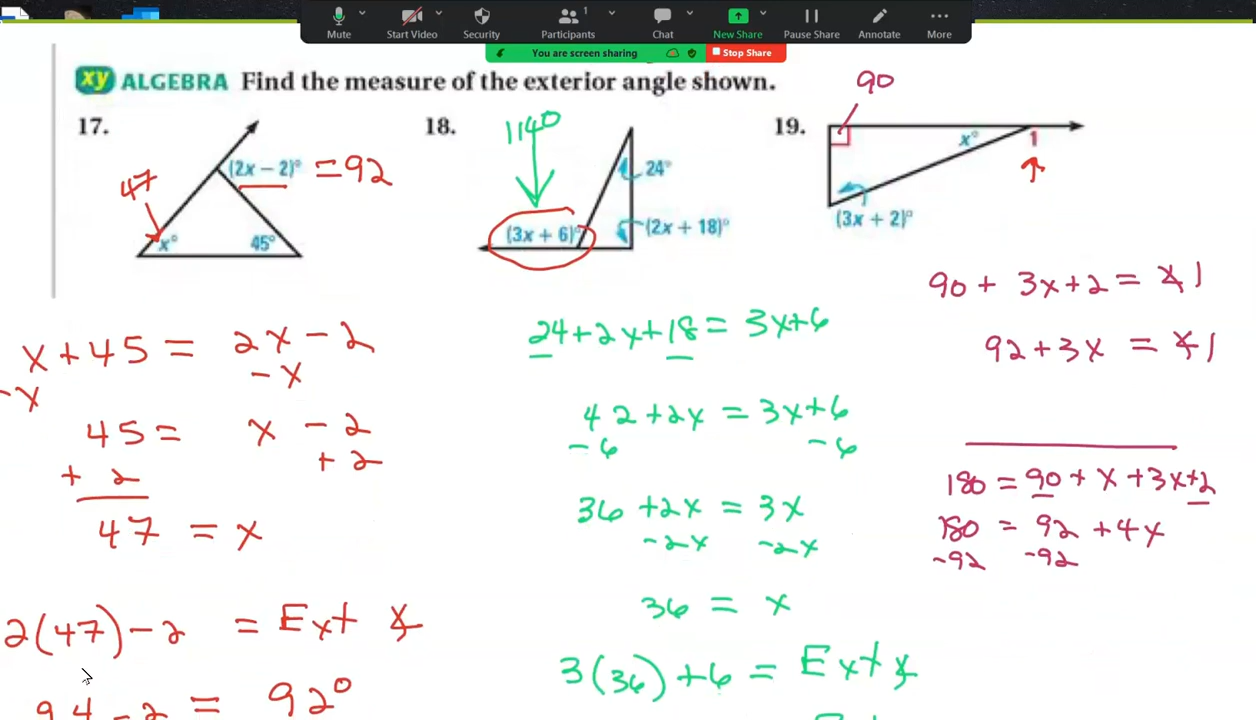 Mute
Start Video
Security
Participants
1
Chat
New Share
Pause Share
Annotate
More
You are screen sharing
Stop Share
xy ALGEBRA Find the measure of the exterior angle shown.
17.
47
(2x − 2)° = 92
x°
45°
x + 45 = 2x − 2
−x − x
45 = x − 2
+ 2 + 2
47 = x
2(47) − 2 = Ext ∡
94 − 2 = 92°
18.
114°
24°
(3x + 6)°
(2x + 18)°
24 + 2x + 18 = 3x + 6
42 + 2x = 3x + 6
− 6 − 6
36 + 2x = 3x
−2x −2x
36 = x
3(36) + 6 = Ext ∡
19.
90
x°
1
(3x + 2)°
90 + 3x + 2 = ∡1
92 + 3x = ∡1
180 = 90 + x + 3x + 2
180 = 92 + 4x
−92 −92